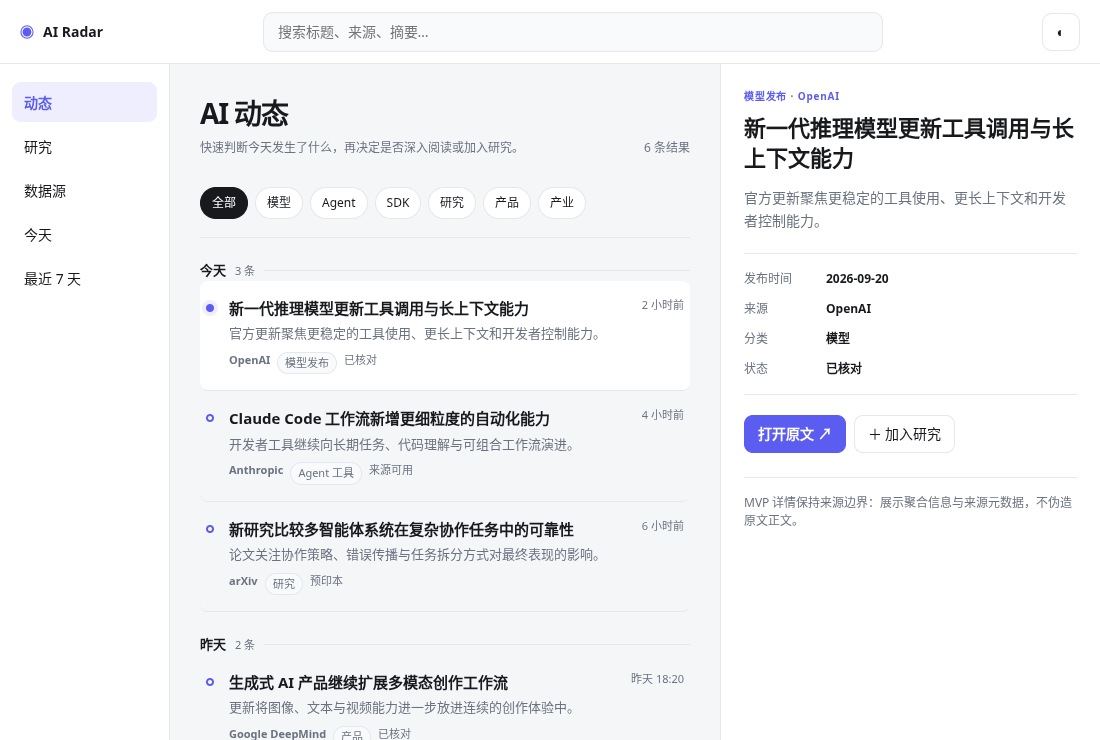 AI Radar
搜索标题、来源、摘要...
动态
研究
数据源
今天
最近 7 天
AI 动态
快速判断今天发生了什么，再决定是否深入阅读或加入研究。
6 条结果
全部
模型
Agent
SDK
研究
产品
产业
今天 3 条
新一代推理模型更新工具调用与长上下文能力
2 小时前
官方更新聚焦更稳定的工具使用、更长上下文和开发者控制能力。
OpenAI 模型发布 已核对
Claude Code 工作流新增更细粒度的自动化能力
4 小时前
开发者工具继续向长期任务、代码理解与可组合工作流演进。
Anthropic Agent 工具 来源可用
新研究比较多智能体系统在复杂协作任务中的可靠性
6 小时前
论文关注协作策略、错误传播与任务拆分方式对最终表现的影响。
arXiv 研究 预印本
昨天 2 条
生成式 AI 产品继续扩展多模态创作工作流
昨天 18:20
更新将图像、文本与视频能力进一步放进连续的创作体验中。
Google DeepMind 产品 已核对
模型发布 · OpenAI
新一代推理模型更新工具调用与长
上下文能力
官方更新聚焦更稳定的工具使用、更长上下文和开发
者控制能力。
发布时间 2026-09-20
来源 OpenAI
分类 模型
状态 已核对
打开原文 ↗
＋ 加入研究
MVP 详情保持来源边界：展示聚合信息与来源元数据，不伪造
原文正文。